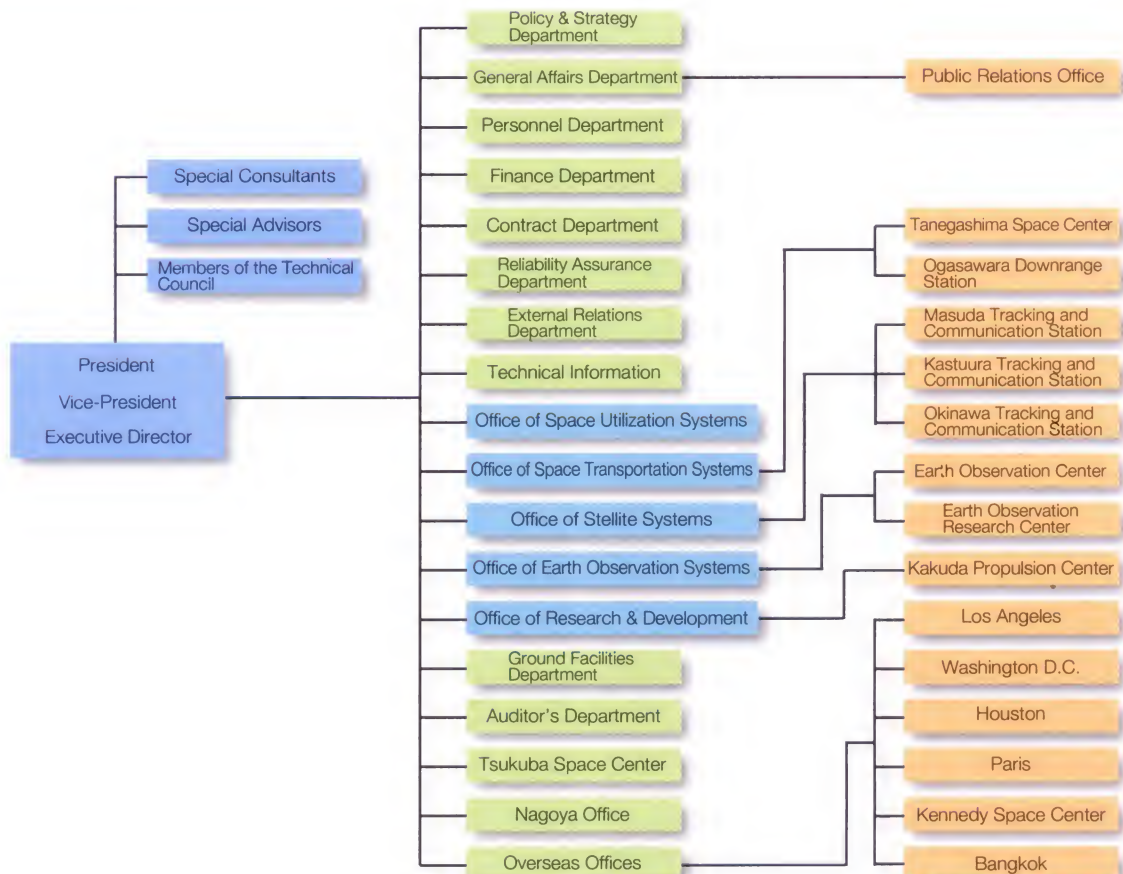 President
Vice-President
Executive Director
Special Consultants
Special Advisors
Members of the Technical
Council
Policy & Strategy
Department
General Affairs Department
Personnel Department
Finance Department
Contract Department
Reliability Assurance
Department
External Relations
Department
Technical Information
Office of Space Utilization Systems
Office of Space Transportation Systems
Office of Stellite Systems
Office of Earth Observation Systems
Office of Research & Development
Ground Facilities
Department
Auditor's Department
Tsukuba Space Center
Nagoya Office
Overseas Offices
Public Relations Office
Tanegashima Space Center
Ogasawara Downrange
Station
Masuda Tracking and
Communication Station
Kastuura Tracking and
Communication Station
Okinawa Tracking and
Communication Station
Earth Observation Center
Earth Observation
Research Center
Kakuda Propulsion Center
Los Angeles
Washington D.C.
Houston
Paris
Kennedy Space Center
Bangkok